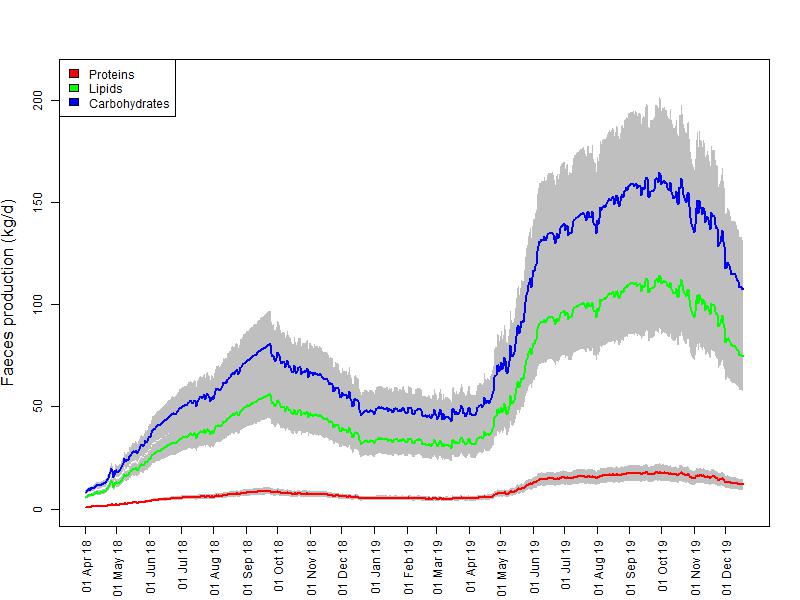 Proteins
Lipids
Carbohydrates
Faeces production (kg/d)
200
150
100
50
0
01 Apr 18
01 May 18
01 Jun 18
01 Jul 18
01 Aug 18
01 Sep 18
01 Oct 18
01 Nov 18
01 Dec 18
01 Jan 19
01 Feb 19
01 Mar 19
01 Apr 19
01 May 19
01 Jun 19
01 Jul 19
01 Aug 19
01 Sep 19
01 Oct 19
01 Nov 19
01 Dec 19